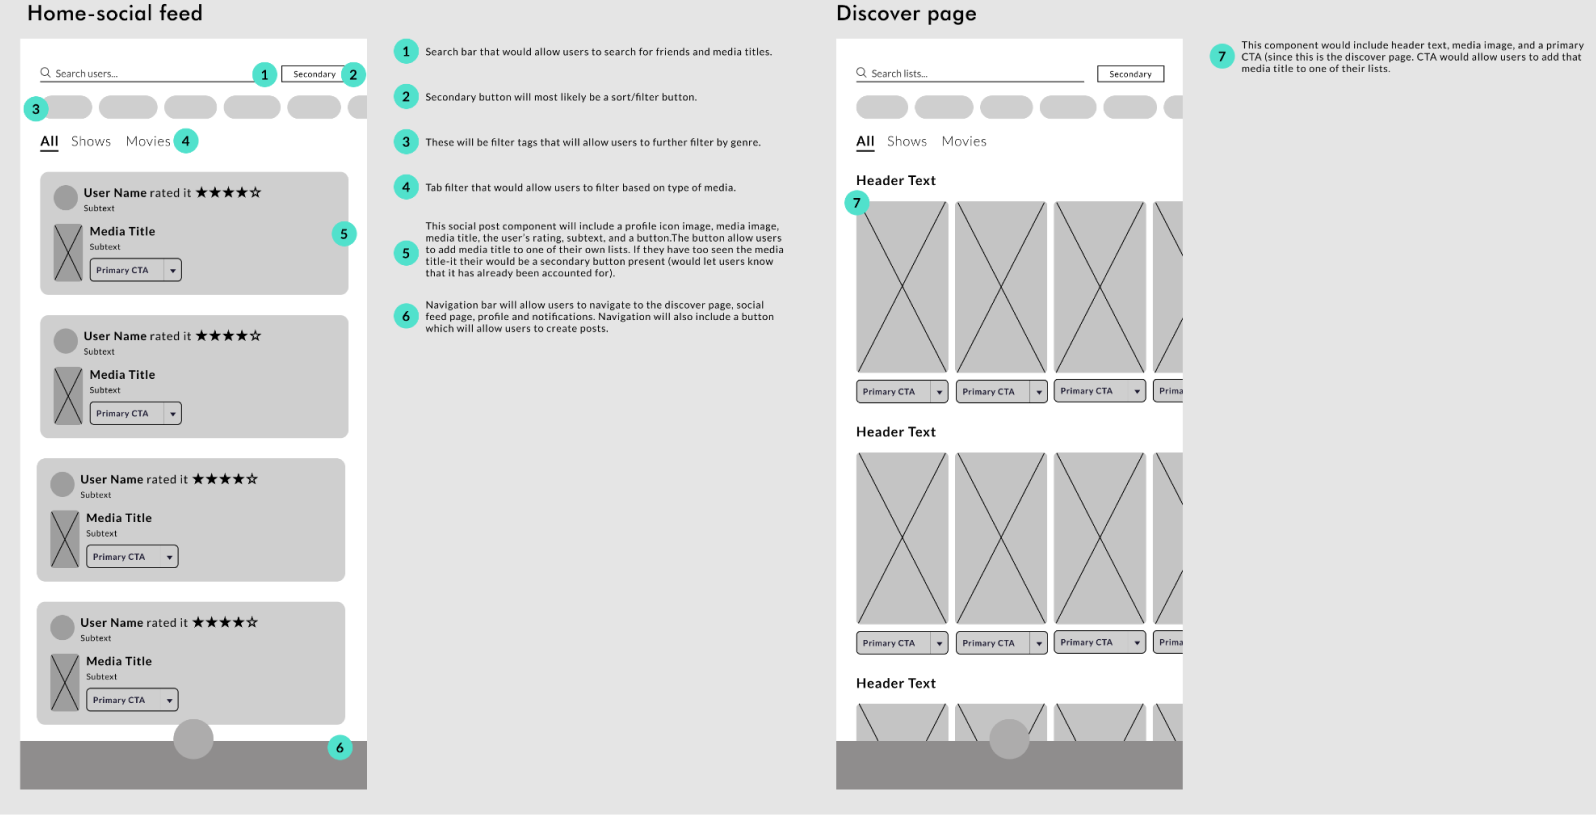 Home-social feed
Search users...
1
Secondary
2
3
All
Shows
Movies
4
User Name rated it ★★★★☆
Subtext
Media Title
Subtext
Primary CTA
5
User Name rated it ★★★★☆
Subtext
Media Title
Subtext
Primary CTA
User Name rated it ★★★★☆
Subtext
Media Title
Subtext
Primary CTA
User Name rated it ★★★★☆
Subtext
Media Title
Subtext
Primary CTA
6
1
Search bar that would allow users to search for friends and media titles.
2
Secondary button will most likely be a sort/filter button.
3
These will be filter tags that will allow users to further filter by genre.
4
Tab filter that would allow users to filter based on type of media.
5
This social post component will include a profile icon image, media image,
media title, the user's rating, subtext, and a button.The button allow users
to add media title to one of their own lists. If they have too seen the media
title-it their would be a secondary button present (would let users know
that it has already been accounted for).
6
Navigation bar will allow users to navigate to the discover page, social
feed page, profile and notifications. Navigation will also include a button
which will allow users to create posts.
Discover page
Search lists...
Secondary
All
Shows
Movies
Header Text
7
Primary CTA
Primary CTA
Primary CTA
Prima
Header Text
Primary CTA
Primary CTA
Primary CTA
Prima
Header Text
7
This component would include header text, media image, and a primary
CTA (since this is the discover page. CTA would allow users to add that
media title to one of their lists.